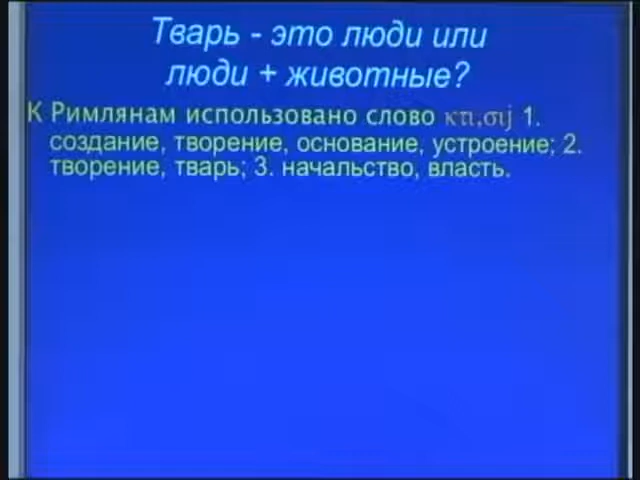 Тварь - это люди или
люди + животные?
К Римлянам использовано слово κτι,σιj 1.
создание, творение, основание, устроение; 2.
творение, тварь; 3. начальство, власть.